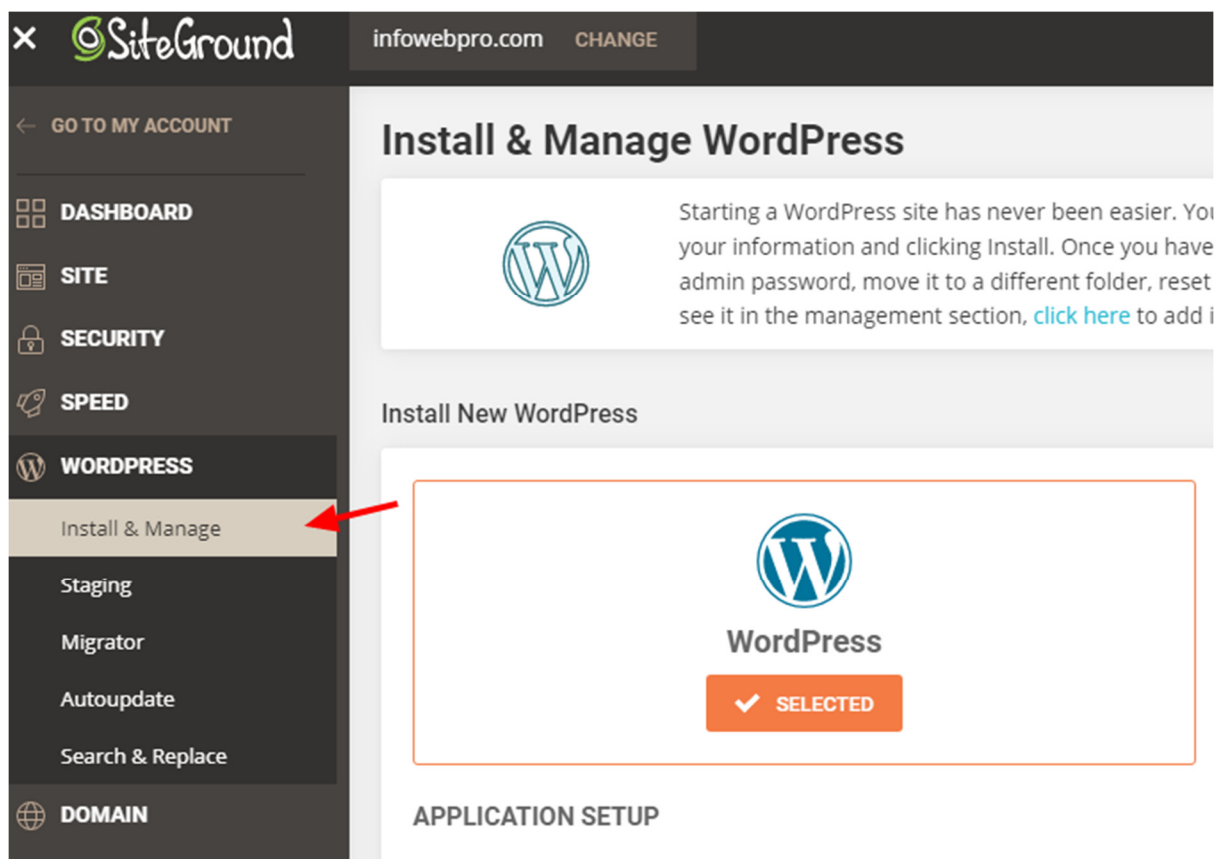 SiteGround
infowebpro.com CHANGE
GO TO MY ACCOUNT
DASHBOARD
SITE
SECURITY
SPEED
WORDPRESS
Install & Manage
Staging
Migrator
Autoupdate
Search & Replace
DOMAIN
Install & Manage WordPress
Starting a WordPress site has never been easier. You
your information and clicking Install. Once you have
admin password, move it to a different folder, reset
see it in the management section, click here to add i
Install New WordPress
WordPress
SELECTED
APPLICATION SETUP